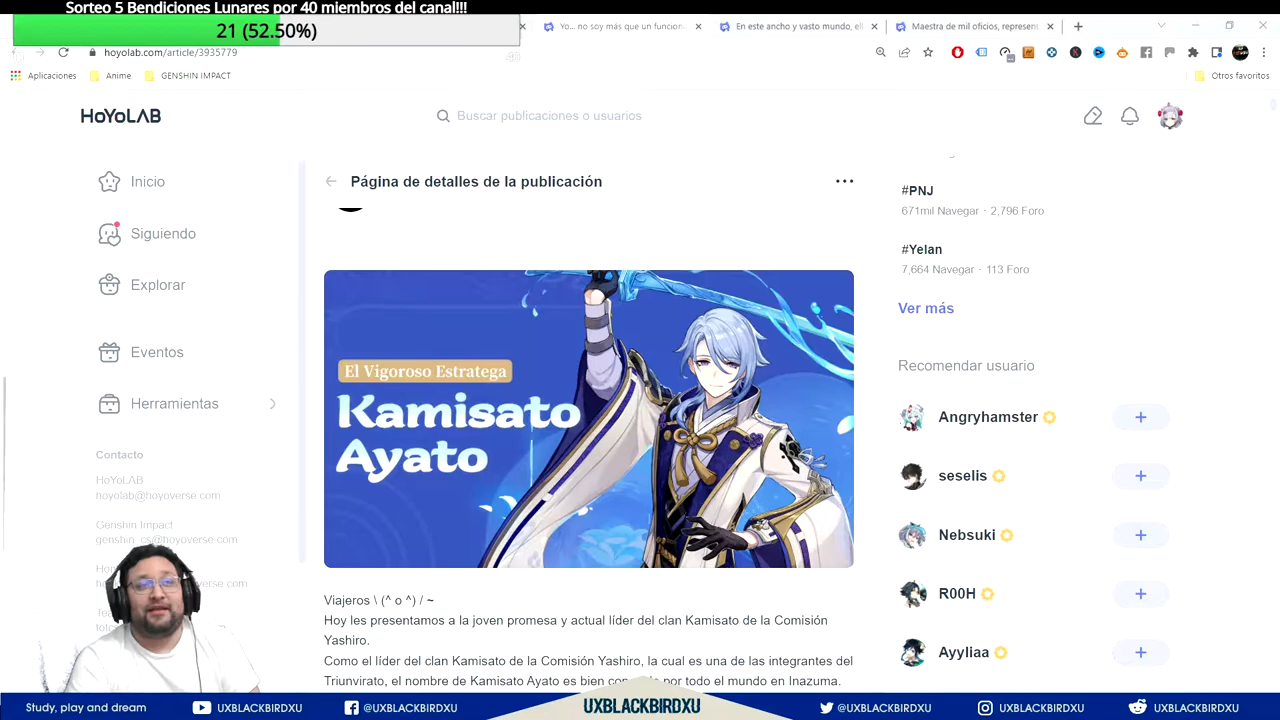 Sorteo 5 Bendiciones Lunares por 40 miembros del canal!!!
21 (52.50%)
Yo... no soy más que un funcionar
En este ancho y vasto mundo, ell
Maestra de mil oficios, represent
hoyolab.com/article/3935779
Aplicaciones
Anime
GENSHIN IMPACT
Otros favoritos
HoYoLAB
Buscar publicaciones o usuarios
Inicio
Siguiendo
Explorar
Eventos
Herramientas
Contacto
HoYoLAB
hoyolab@hoyoverse.com
Genshin Impact
genshin_cs@hoyoverse.com
Página de detalles de la publicación
El Vigoroso Estratega
Kamisato
Ayato
Viajeros \ (^ o ^) / ~
Hoy les presentamos a la joven promesa y actual líder del clan Kamisato de la Comisión
Yashiro.
Como el líder del clan Kamisato de la Comisión Yashiro, la cual es una de las integrantes del
Triunvirato, el nombre de Kamisato Ayato es bien por todo el mundo en Inazuma.
#PNJ
671mil Navegar · 2,796 Foro
#Yelan
7,664 Navegar · 113 Foro
Ver más
Recomendar usuario
Angryhamster
seselis
Nebsuki
R00H
Ayyliaa
Study, play and dream
UXBLACKBIRDXU
@UXBLACKBIRDXU
UXBLACKBIRDXU
@UXBLACKBIRDXU
UXBLACKBIRDXU
UXBLACKBIRDXU